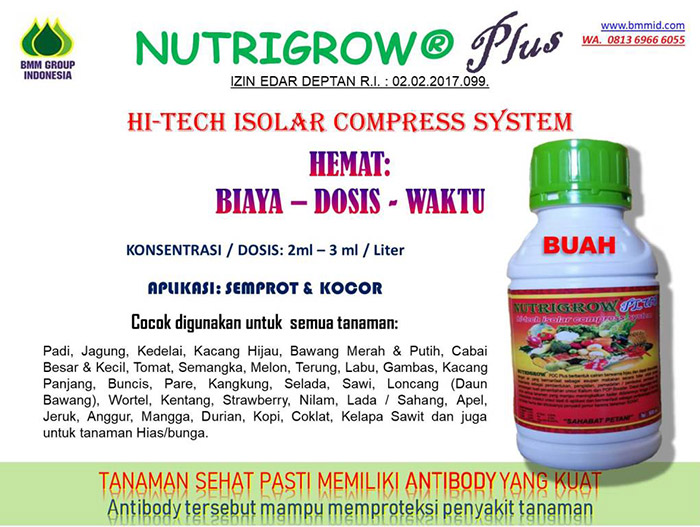 BMM GROUP
INDONESIA
NUTRIGROW® Plus
www.bmmid.com
WA. 0813 6966 6055
IZIN EDAR DEPTAN R.I. : 02.02.2017.099.
HI-TECH ISOLAR COMPRESS SYSTEM
HEMAT:
BIAYA – DOSIS - WAKTU
KONSENTRASI / DOSIS: 2ml – 3 ml / Liter
APLIKASI: SEMPROT & KOCOR
Cocok digunakan untuk semua tanaman:
Padi, Jagung, Kedelai, Kacang Hijau, Bawang Merah & Putih, Cabai
Besar & Kecil, Tomat, Semangka, Melon, Terung, Labu, Gambas, Kacang
Panjang, Buncis, Pare, Kangkung, Selada, Sawi, Loncang (Daun
Bawang), Wortel, Kentang, Strawberry, Nilam, Lada / Sahang, Apel,
Jeruk, Anggur, Mangga, Durian, Kopi, Coklat, Kelapa Sawit dan juga
untuk tanaman Hias/bunga.
BUAH
NUTRIGROW PLUS
hi-tech isolar compress system
"SAHABAT PETANI"
TANAMAN SEHAT PASTI MEMILIKI ANTIBODY YANG KUAT
Antibody tersebut mampu memproteksi penyakit tanaman